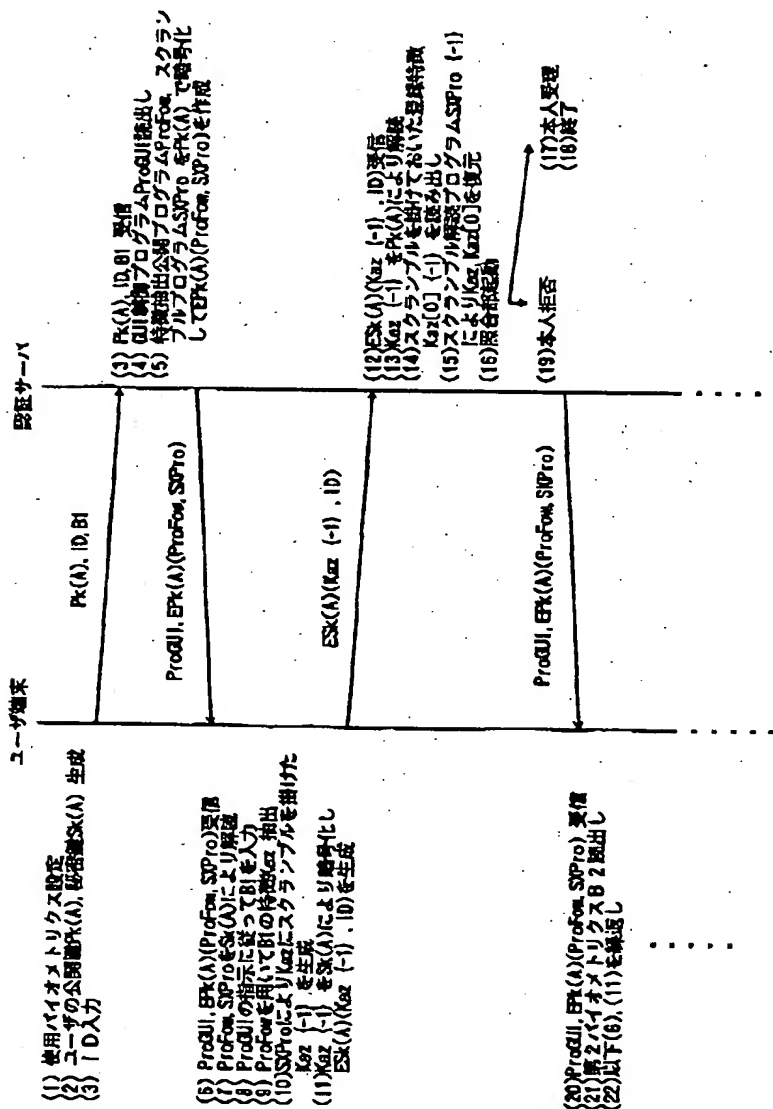 ユーザ端末
認証サーバ
(1) 使用バイオメトリクス設定
(2) ユーザの公開鍵Pk(A), 秘密鍵Sk(A) 生成
(3) ID入力
Pk(A), ID, B1
(3) Pk(A), ID, B1 受信
(4) GUI制御プログラムProGUI読出し
(5) 特徴抽出公開プログラムProFow, スクラン
ブルプログラムSXPro をPk(A) で暗号化
してEPk(A)(ProFow, SXPro)を作成
ProGUI, EPk(A)(ProFow, SXPro)
(6) ProGUI, EPk(A)(ProFow, SXPro)受信
(7) ProFow, SXProをSk(A)により解読
(8) ProGUIの指示に従ってB1を入力
(9) ProFowを用いてB1の特徴Kaz 抽出
(10)SXProによりKazにスクランブルを掛けた
Kaz {-1} を生成
(11)Kaz {-1} をSk(A)により暗号化し
ESk(A)(Kaz {-1} , ID)を生成
ESk(A)(Kaz {-1} , ID)
(12)ESk(A)(Kaz {-1} , ID)受信
(13)Kaz {-1} をPk(A)により解読
(14)スクランブルを掛けておいた登録特徴
Kaz[0] {-1} を読み出し
(15)スクランブル解読プログラムSXPro {-1}
によりKaz, Kaz[0]を復元
(16)照合部起動
(17)本人受理
(18)終了
(19)本人拒否
ProGUI, EPk(A)(ProFow, SXPro)
(20)ProGUI, EPk(A)(ProFow, SXPro) 受信
(21)第2バイオメトリクスB2読出し
(22)以下(6), (11)を繰返し